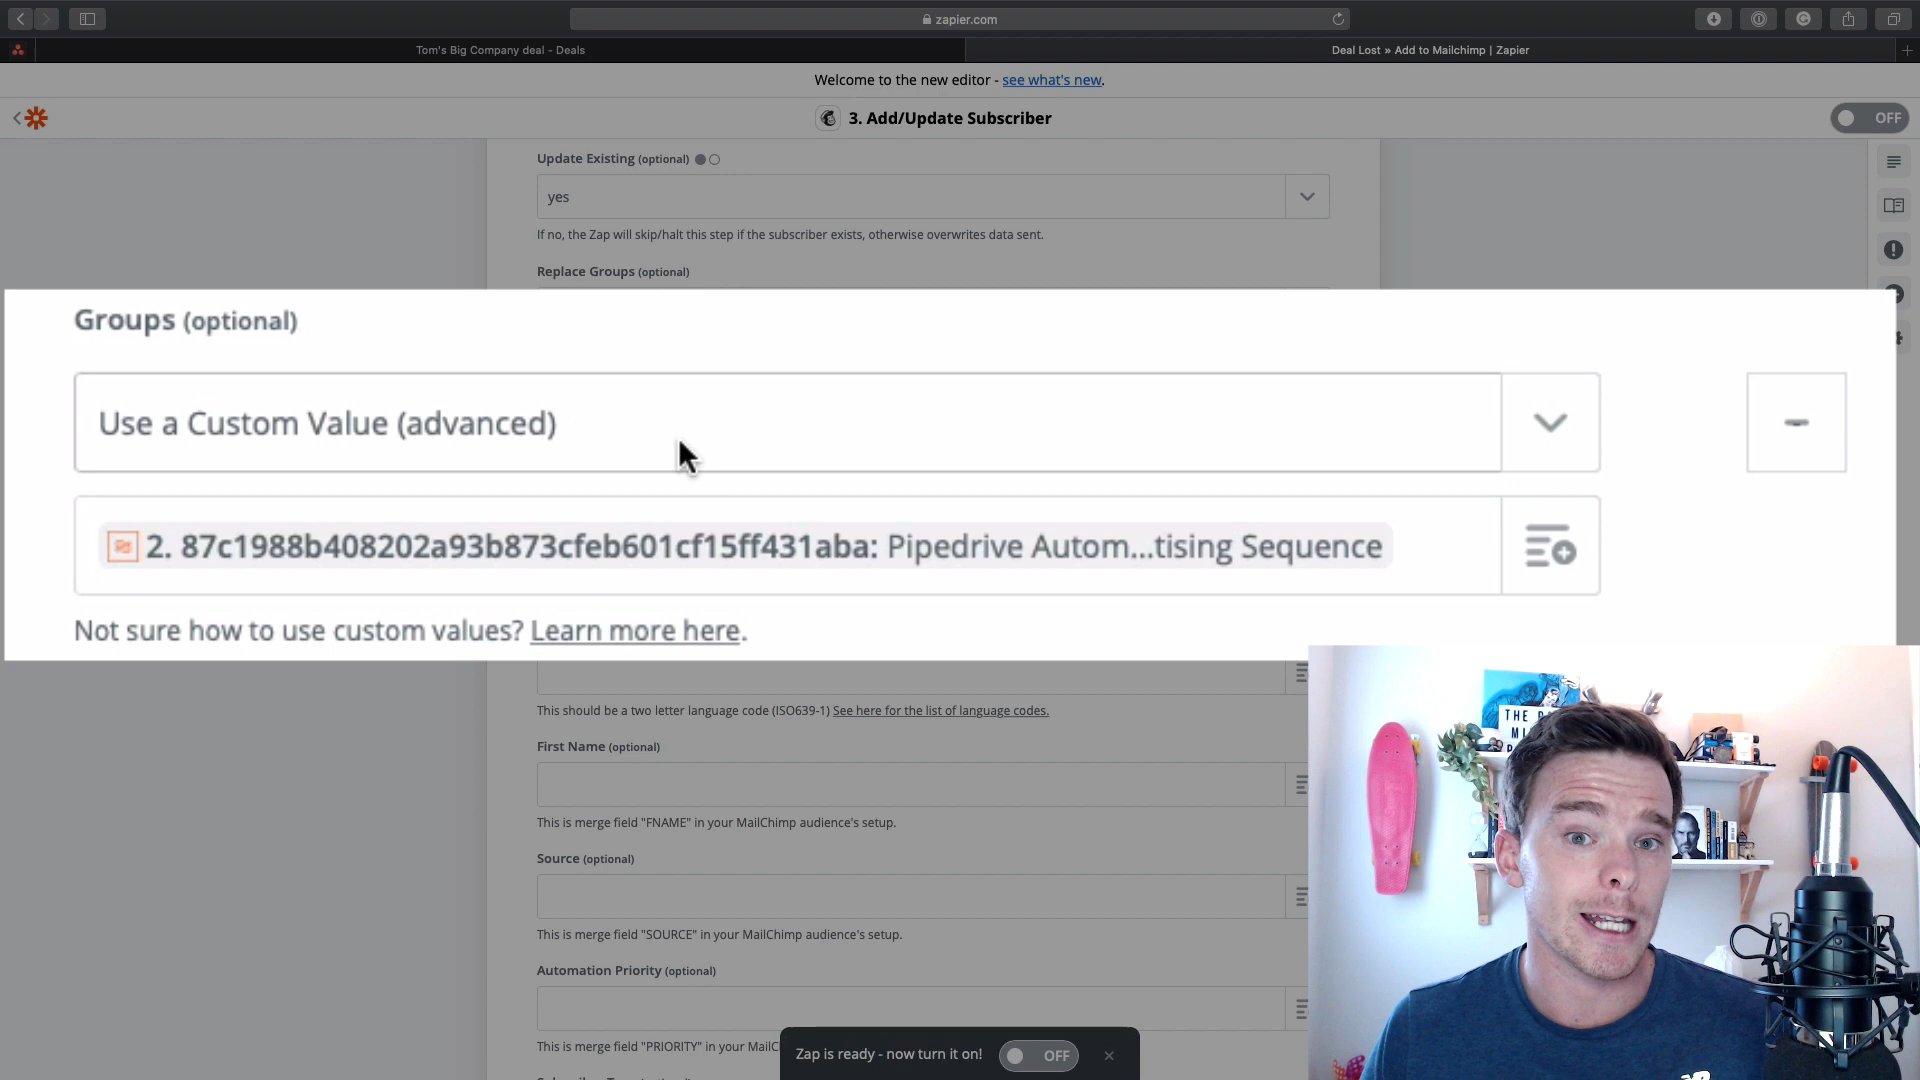 zapier.com
Tom's Big Company deal - Deals
Deal Lost » Add to Mailchimp | Zapier
Welcome to the new editor - see what's new.
3. Add/Update Subscriber
OFF
Update Existing (optional)
yes
If no, the Zap will skip/halt this step if the subscriber exists, otherwise overwrites data sent.
Replace Groups (optional)
Groups (optional)
Use a Custom Value (advanced)
2. 87c1988b408202a93b873cfeb601cf15ff431aba: Pipedrive Autom...tising Sequence
Not sure how to use custom values? Learn more here.
This should be a two letter language code (ISO639-1) See here for the list of language codes.
First Name (optional)
This is merge field "FNAME" in your MailChimp audience's setup.
Source (optional)
This is merge field "SOURCE" in your MailChimp audience's setup.
Automation Priority (optional)
This is merge field "PRIORITY" in your MailC
Zap is ready - now turn it on!
OFF
THE